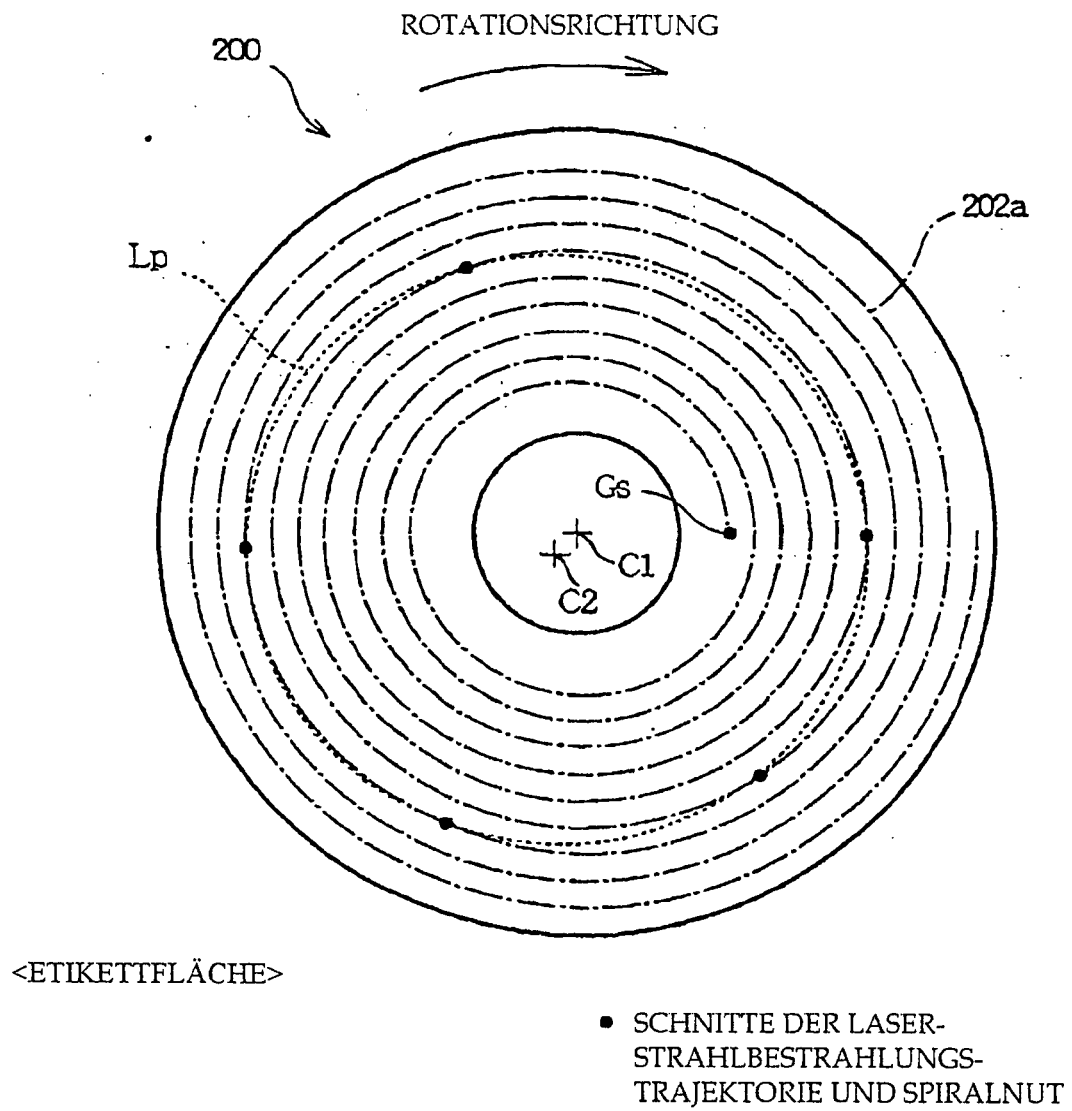 ROTATIONSRICHTUNG
200
202a
Lp
Gs
C1
C2
<ETIKETTFLÄCHE>
SCHNITTE DER LASER-
STRAHLBESTRAHLUNGS-
TRAJEKTORIE UND SPIRALNUT